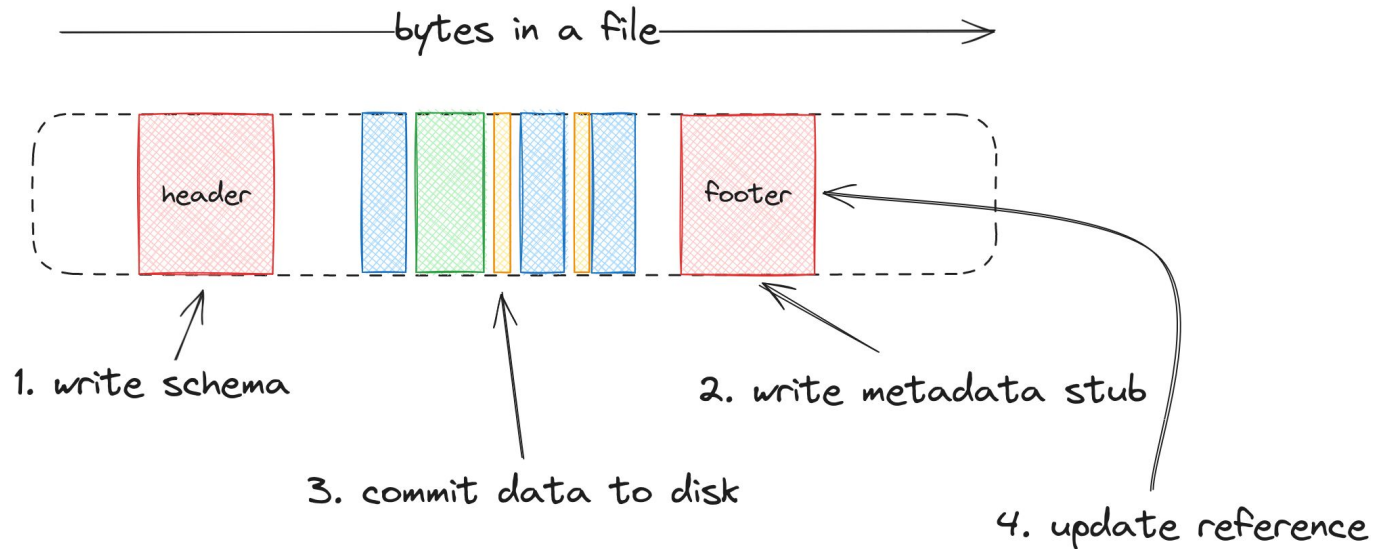 bytes in a file
header
footer
1. write schema
2. write metadata stub
3. commit data to disk
4. update reference